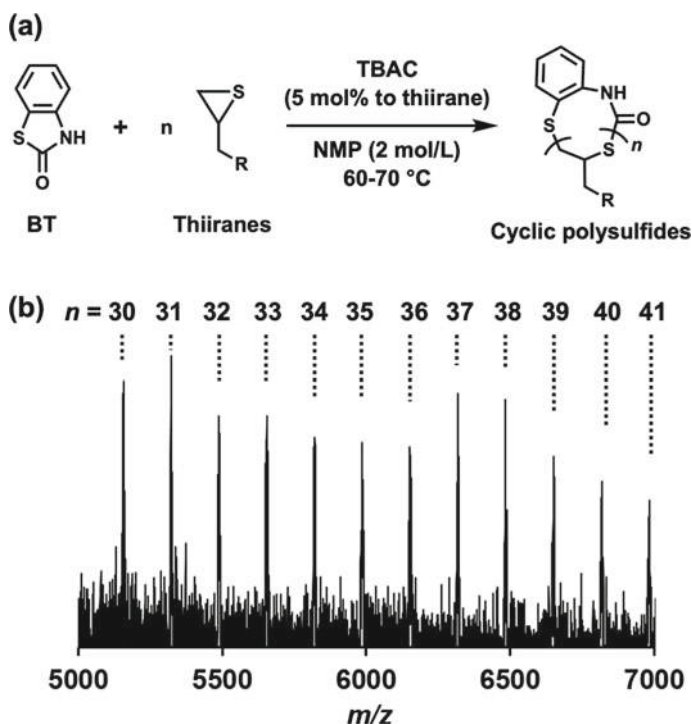 (a)
S
NH
O
BT
+
n
S
R
Thiiranes
TBAC
(5 mol% to thiirane)
NMP (2 mol/L)
60-70 °C
NH
O
S
S
n
R
Cyclic polysulfides
(b)
n = 30 31 32 33 34 35 36 37 38 39 40 41
5000 5500 6000 6500 7000
m/z